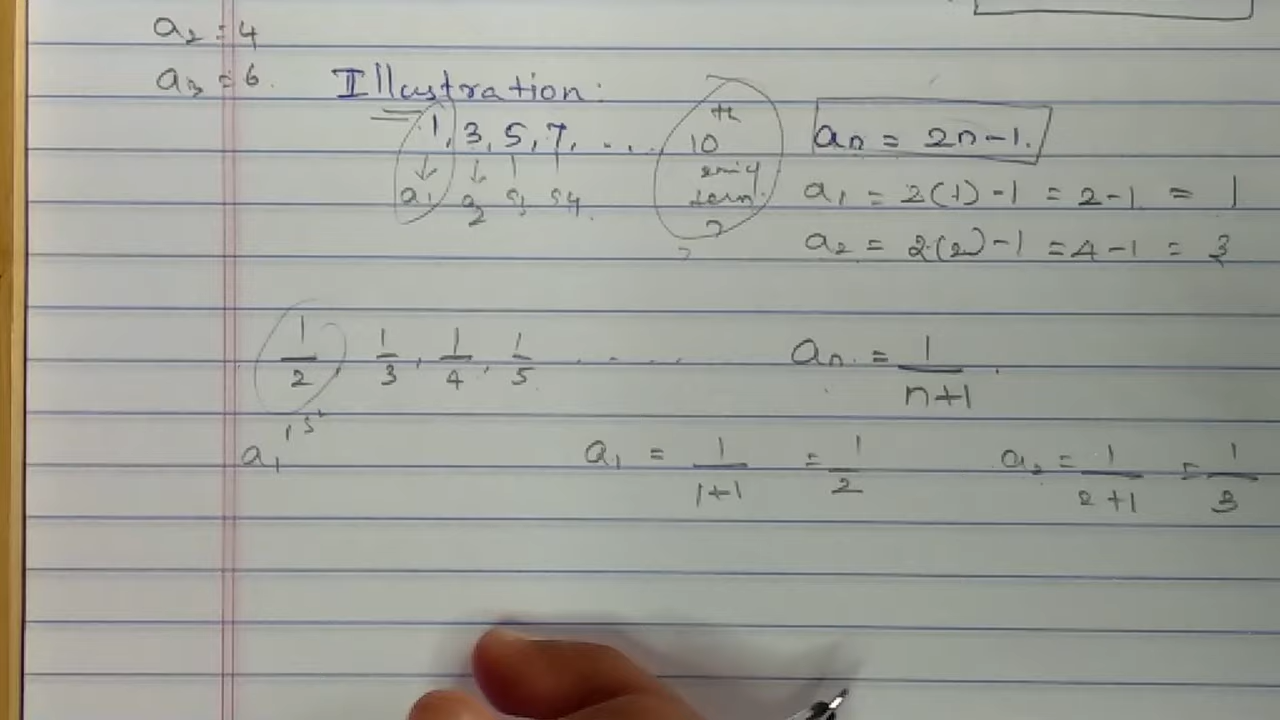 a₂ = 4
a₃ = 6.
Illustration:
1, 3, 5, 7, .... 10th
term.
?
a₁ a₂
aₙ = 2n-1.
a₁ = 2(1)-1 = 2-1 = 1
a₂ = 2(2)-1 = 4-1 = 3
1/2, 1/3, 1/4, 1/5 ....
aₙ = 1/(n+1).
a₁
a₁ = 1/(1+1) = 1/2
a₂ = 1/(2+1) = 1/3